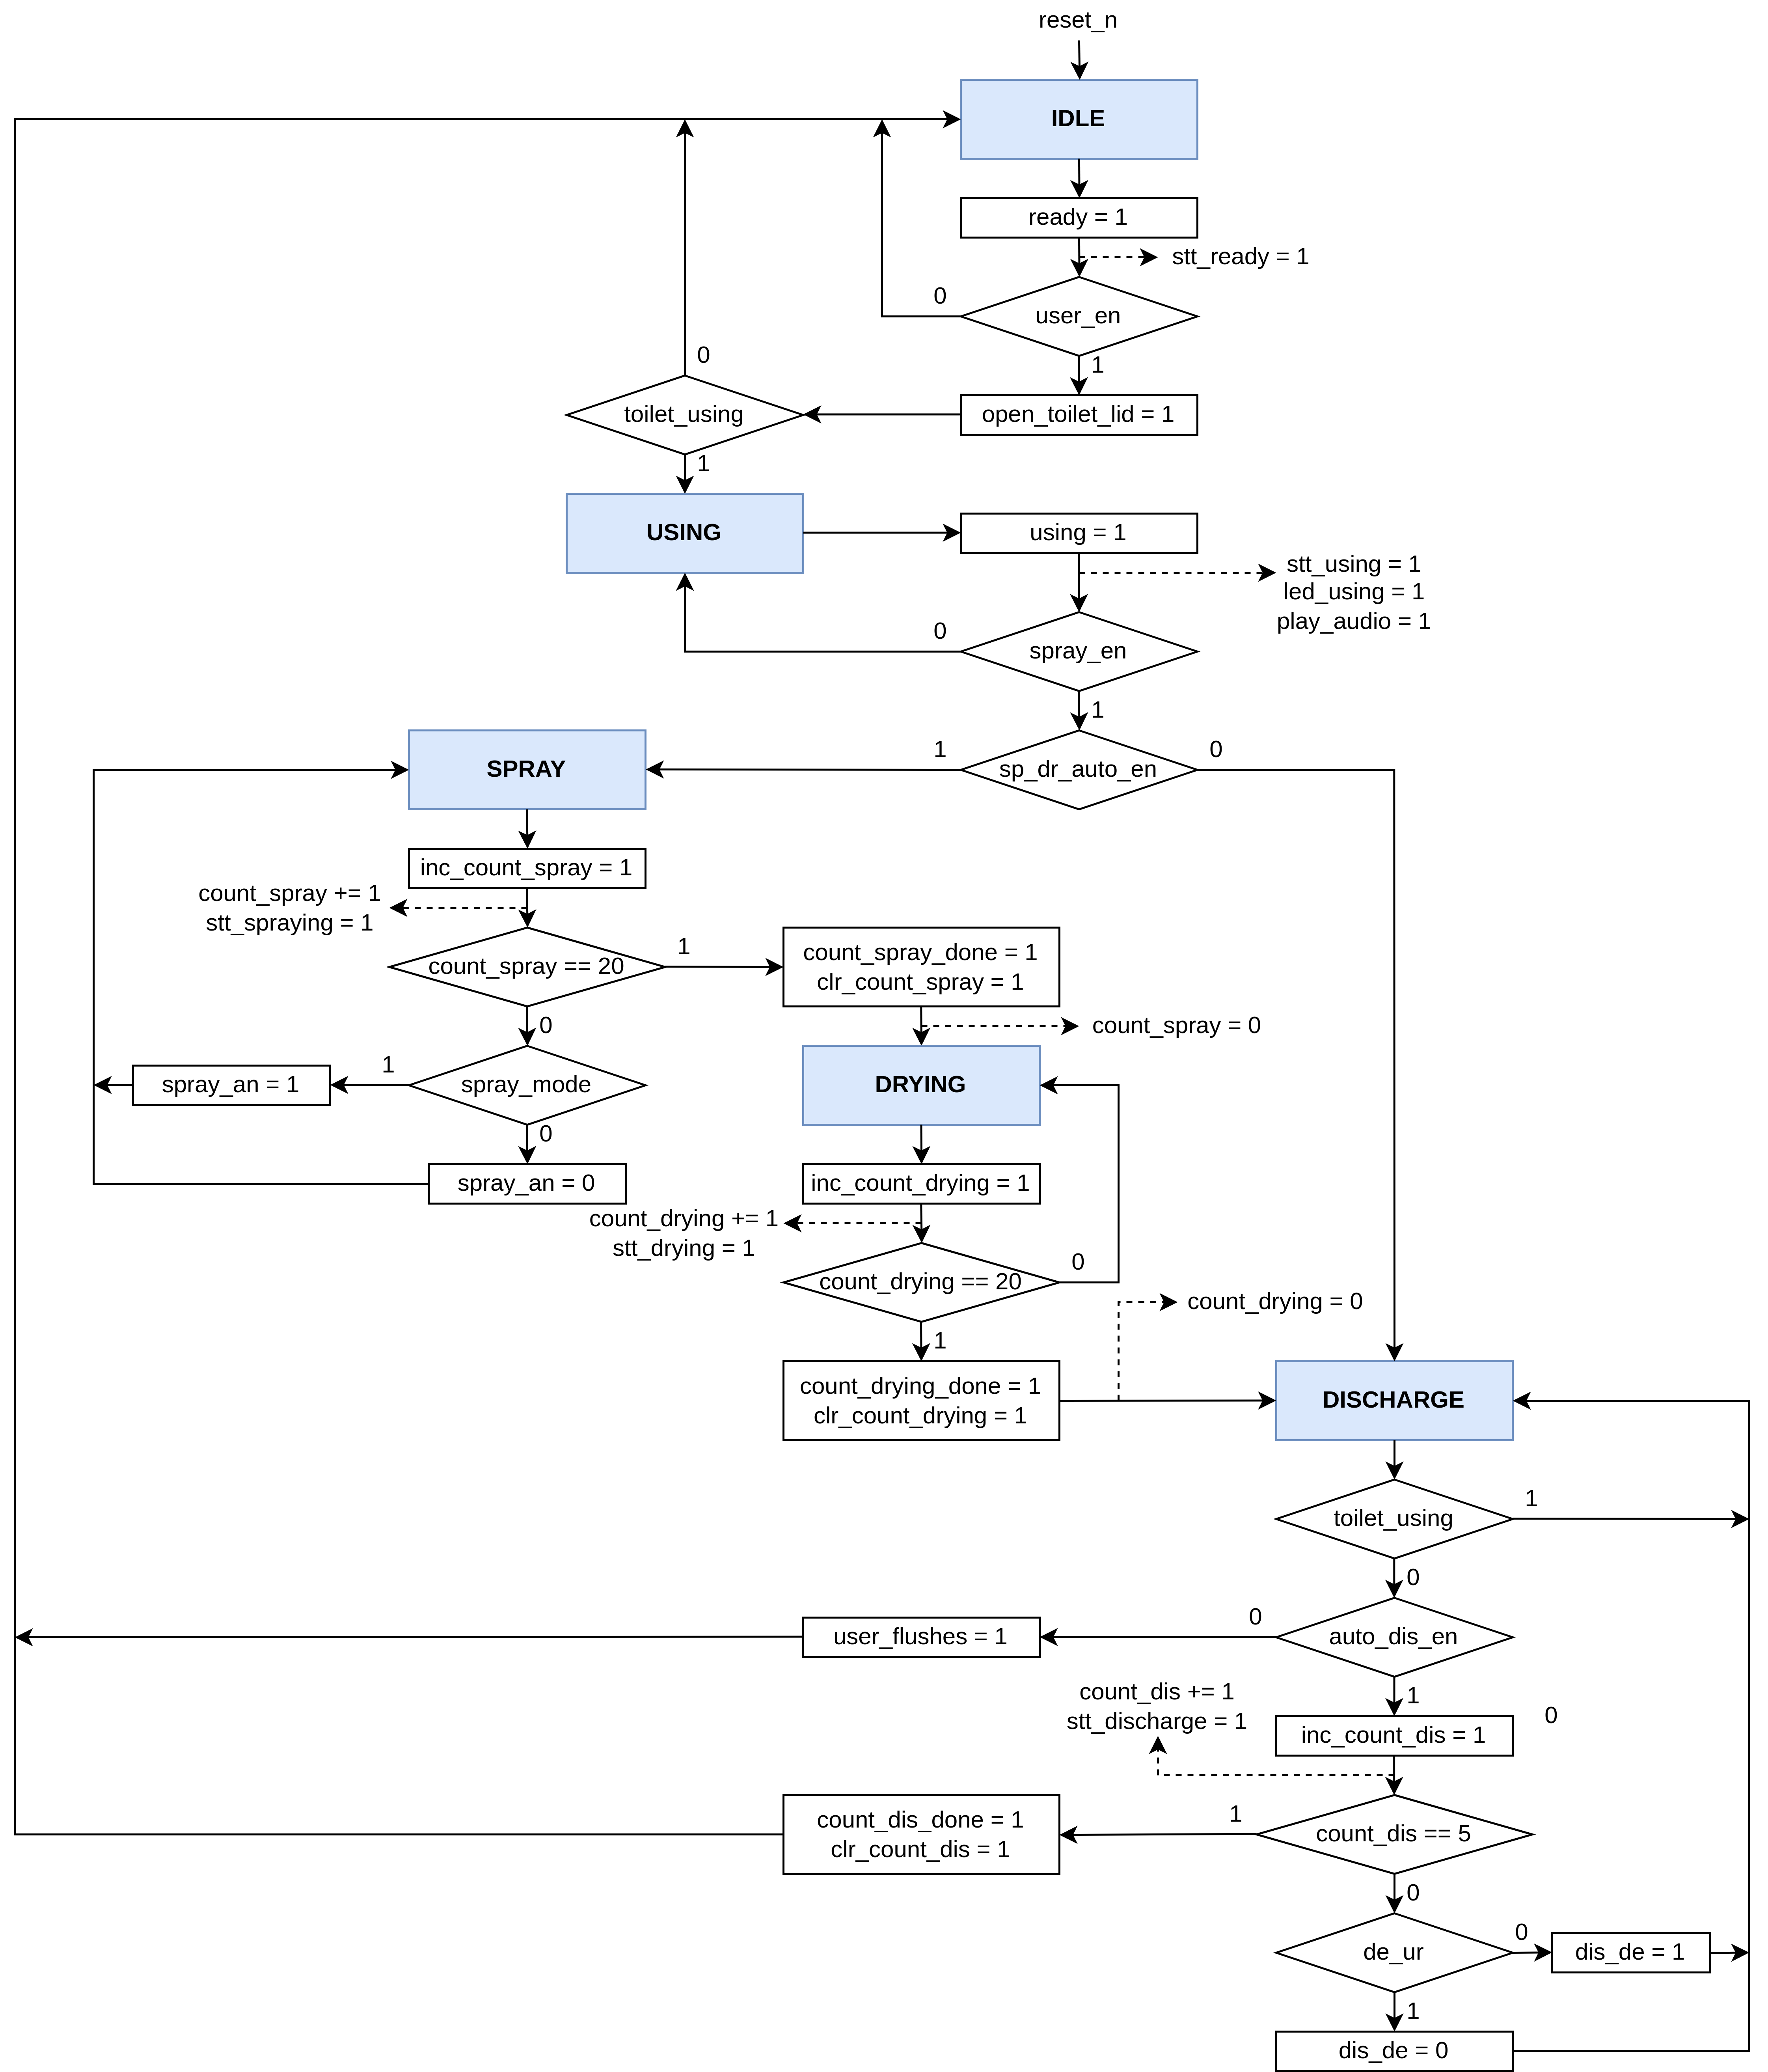 reset_n
IDLE
ready = 1
stt_ready = 1
0
user_en
0
1
toilet_using
open_toilet_lid = 1
1
USING
using = 1
stt_using = 1
led_using = 1
play_audio = 1
0
spray_en
1
SPRAY
1
sp_dr_auto_en
0
inc_count_spray = 1
count_spray += 1
stt_spraying = 1
count_spray == 20
1
count_spray_done = 1
clr_count_spray = 1
0
count_spray = 0
spray_an = 1
1
spray_mode
DRYING
0
spray_an = 0
inc_count_drying = 1
count_drying += 1
stt_drying = 1
count_drying == 20
0
count_drying = 0
1
count_drying_done = 1
clr_count_drying = 1
DISCHARGE
toilet_using
1
0
user_flushes = 1
0
auto_dis_en
1
count_dis += 1
stt_discharge = 1
inc_count_dis = 1
0
count_dis_done = 1
clr_count_dis = 1
1
count_dis == 5
0
de_ur
0
dis_de = 1
1
dis_de = 0